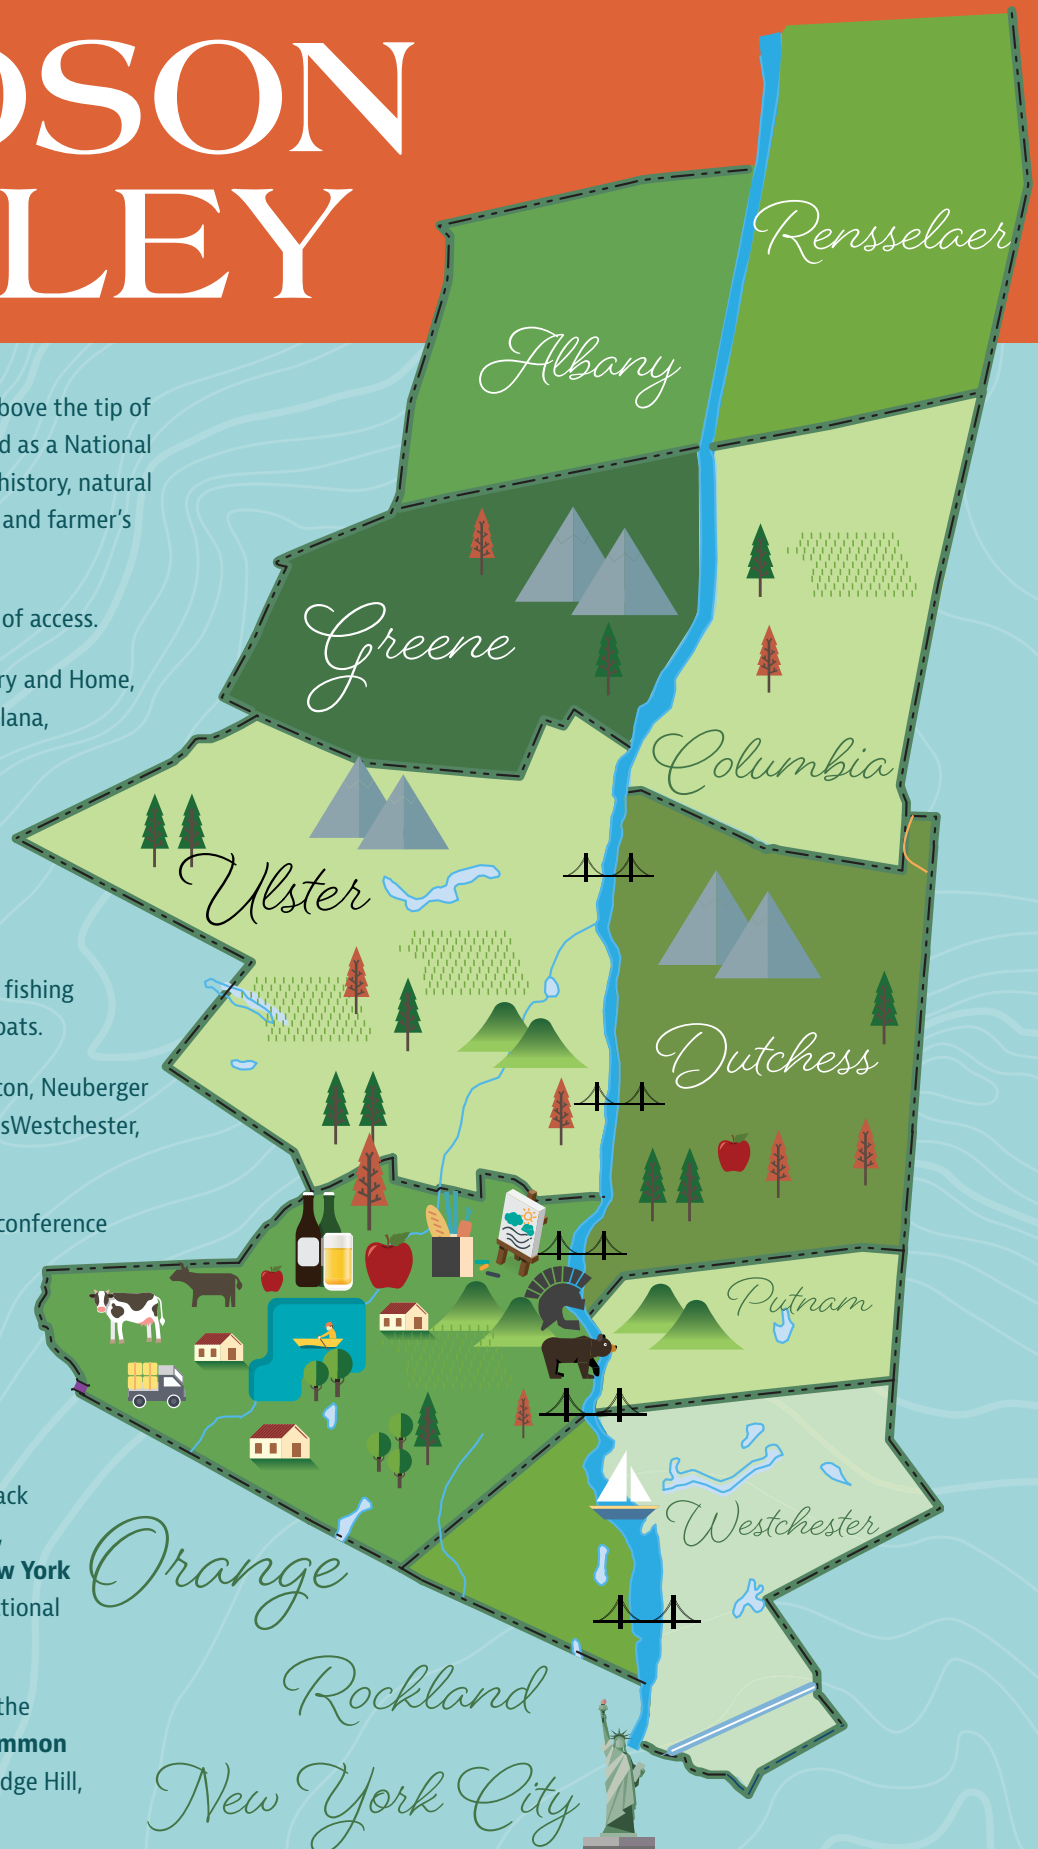 DSON
LEY
bove the tip of
d as a National
history, natural
and farmer's
of access.
ry and Home,
lana,
fishing
oats.
con, Neuberger
sWestchester,
conference
ack
w York
tional
the
mmon
dge Hill,
Rensselaer
Albany
Greene
Columbia
Ulster
Dutchess
Putnam
Westchester
Orange
Rockland
New York City